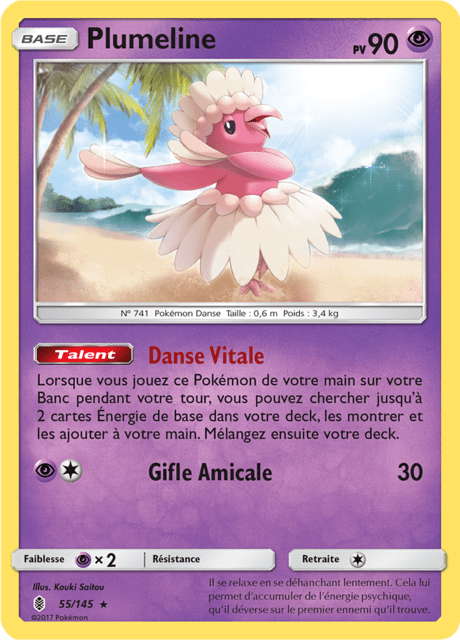 BASE Plumeline PV 90
N° 741 Pokémon Danse Taille : 0,6 m Poids : 3,4 kg
Talent Danse Vitale
Lorsque vous jouez ce Pokémon de votre main sur votre
Banc pendant votre tour, vous pouvez chercher jusqu'à
2 cartes Énergie de base dans votre deck, les montrer et
les ajouter à votre main. Mélangez ensuite votre deck.
Gifle Amicale 30
Faiblesse × 2 Résistance Retraite
Illus. Kouki Saitou
55/145 ★
©2017 Pokémon
Il se relaxe en se déhanchant lentement. Cela lui
permet d'accumuler de l'énergie psychique,
qu'il déverse sur le premier ennemi qu'il trouve.